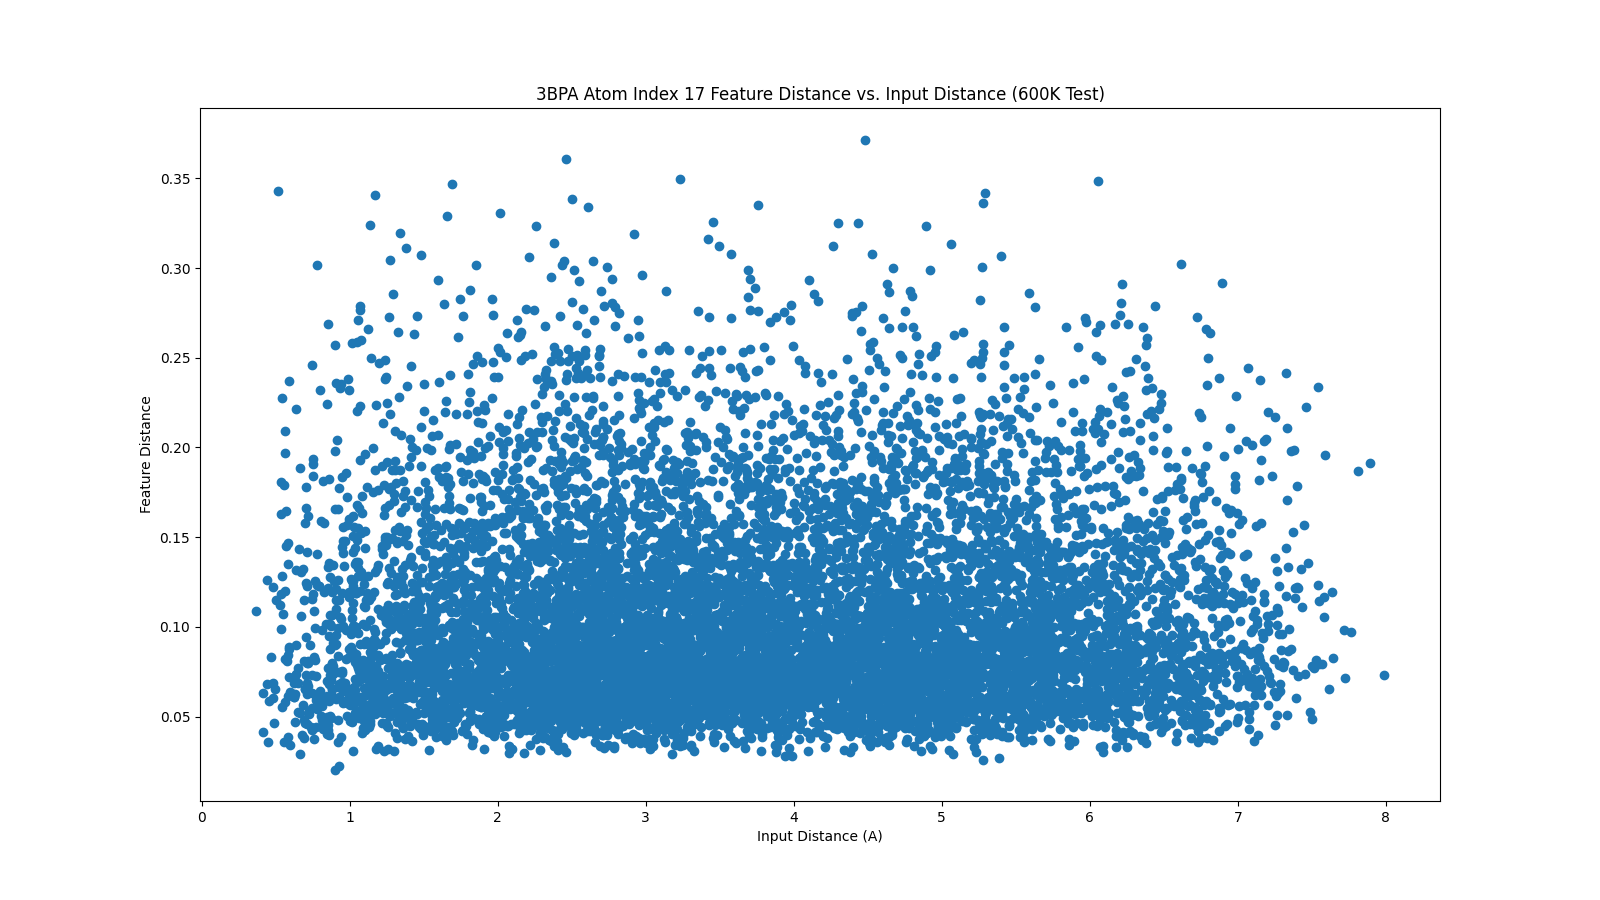 3BPA Atom Index 17 Feature Distance vs. Input Distance (600K Test)
Feature Distance
0.35
0.30
0.25
0.20
0.15
0.10
0.05
0 1 2 3 4 5 6 7 8
Input Distance (A)